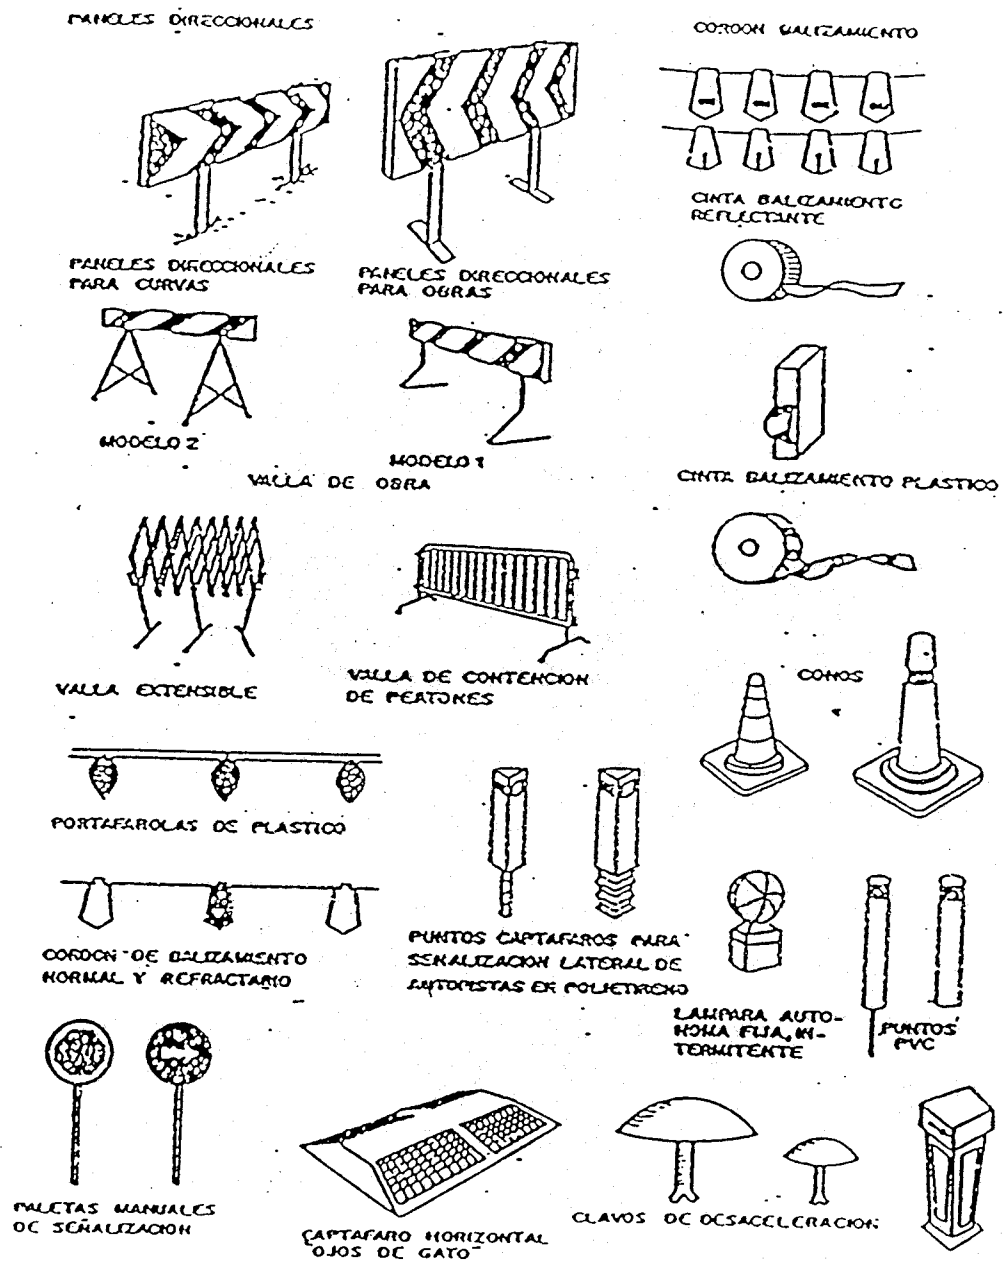 PANELES DIRECCIONALES
CORDON BALIZAMIENTO
CINTA BALIZAMIENTO
REFLECTANTE
PANELES DIRECCIONALES
PARA CURVAS
PANELES DIRECCIONALES
PARA OBRAS
MODELO 2
MODELO 1
VALLA DE OBRA
CINTA BALIZAMIENTO PLASTICO
VALLA EXTENSIBLE
VALLA DE CONTENCION
DE PEATONES
CONOS
PORTAFAROLAS DE PLASTICO
CORDON DE BALIZAMIENTO
NORMAL Y REFRACTARIO
PUNTOS CAPTAFAROS PARA
SEÑALIZACION LATERAL DE
AUTOPISTAS EN POLIETILENO
LAMPARA AUTO-
NOMA FIJA, IN-
TERMITENTE
PUNTOS
PVC
PALETAS MANUALES
DE SEÑALIZACION
CAPTAFARO HORIZONTAL
"OJOS DE GATO"
CLAVOS DE DESACELERACION